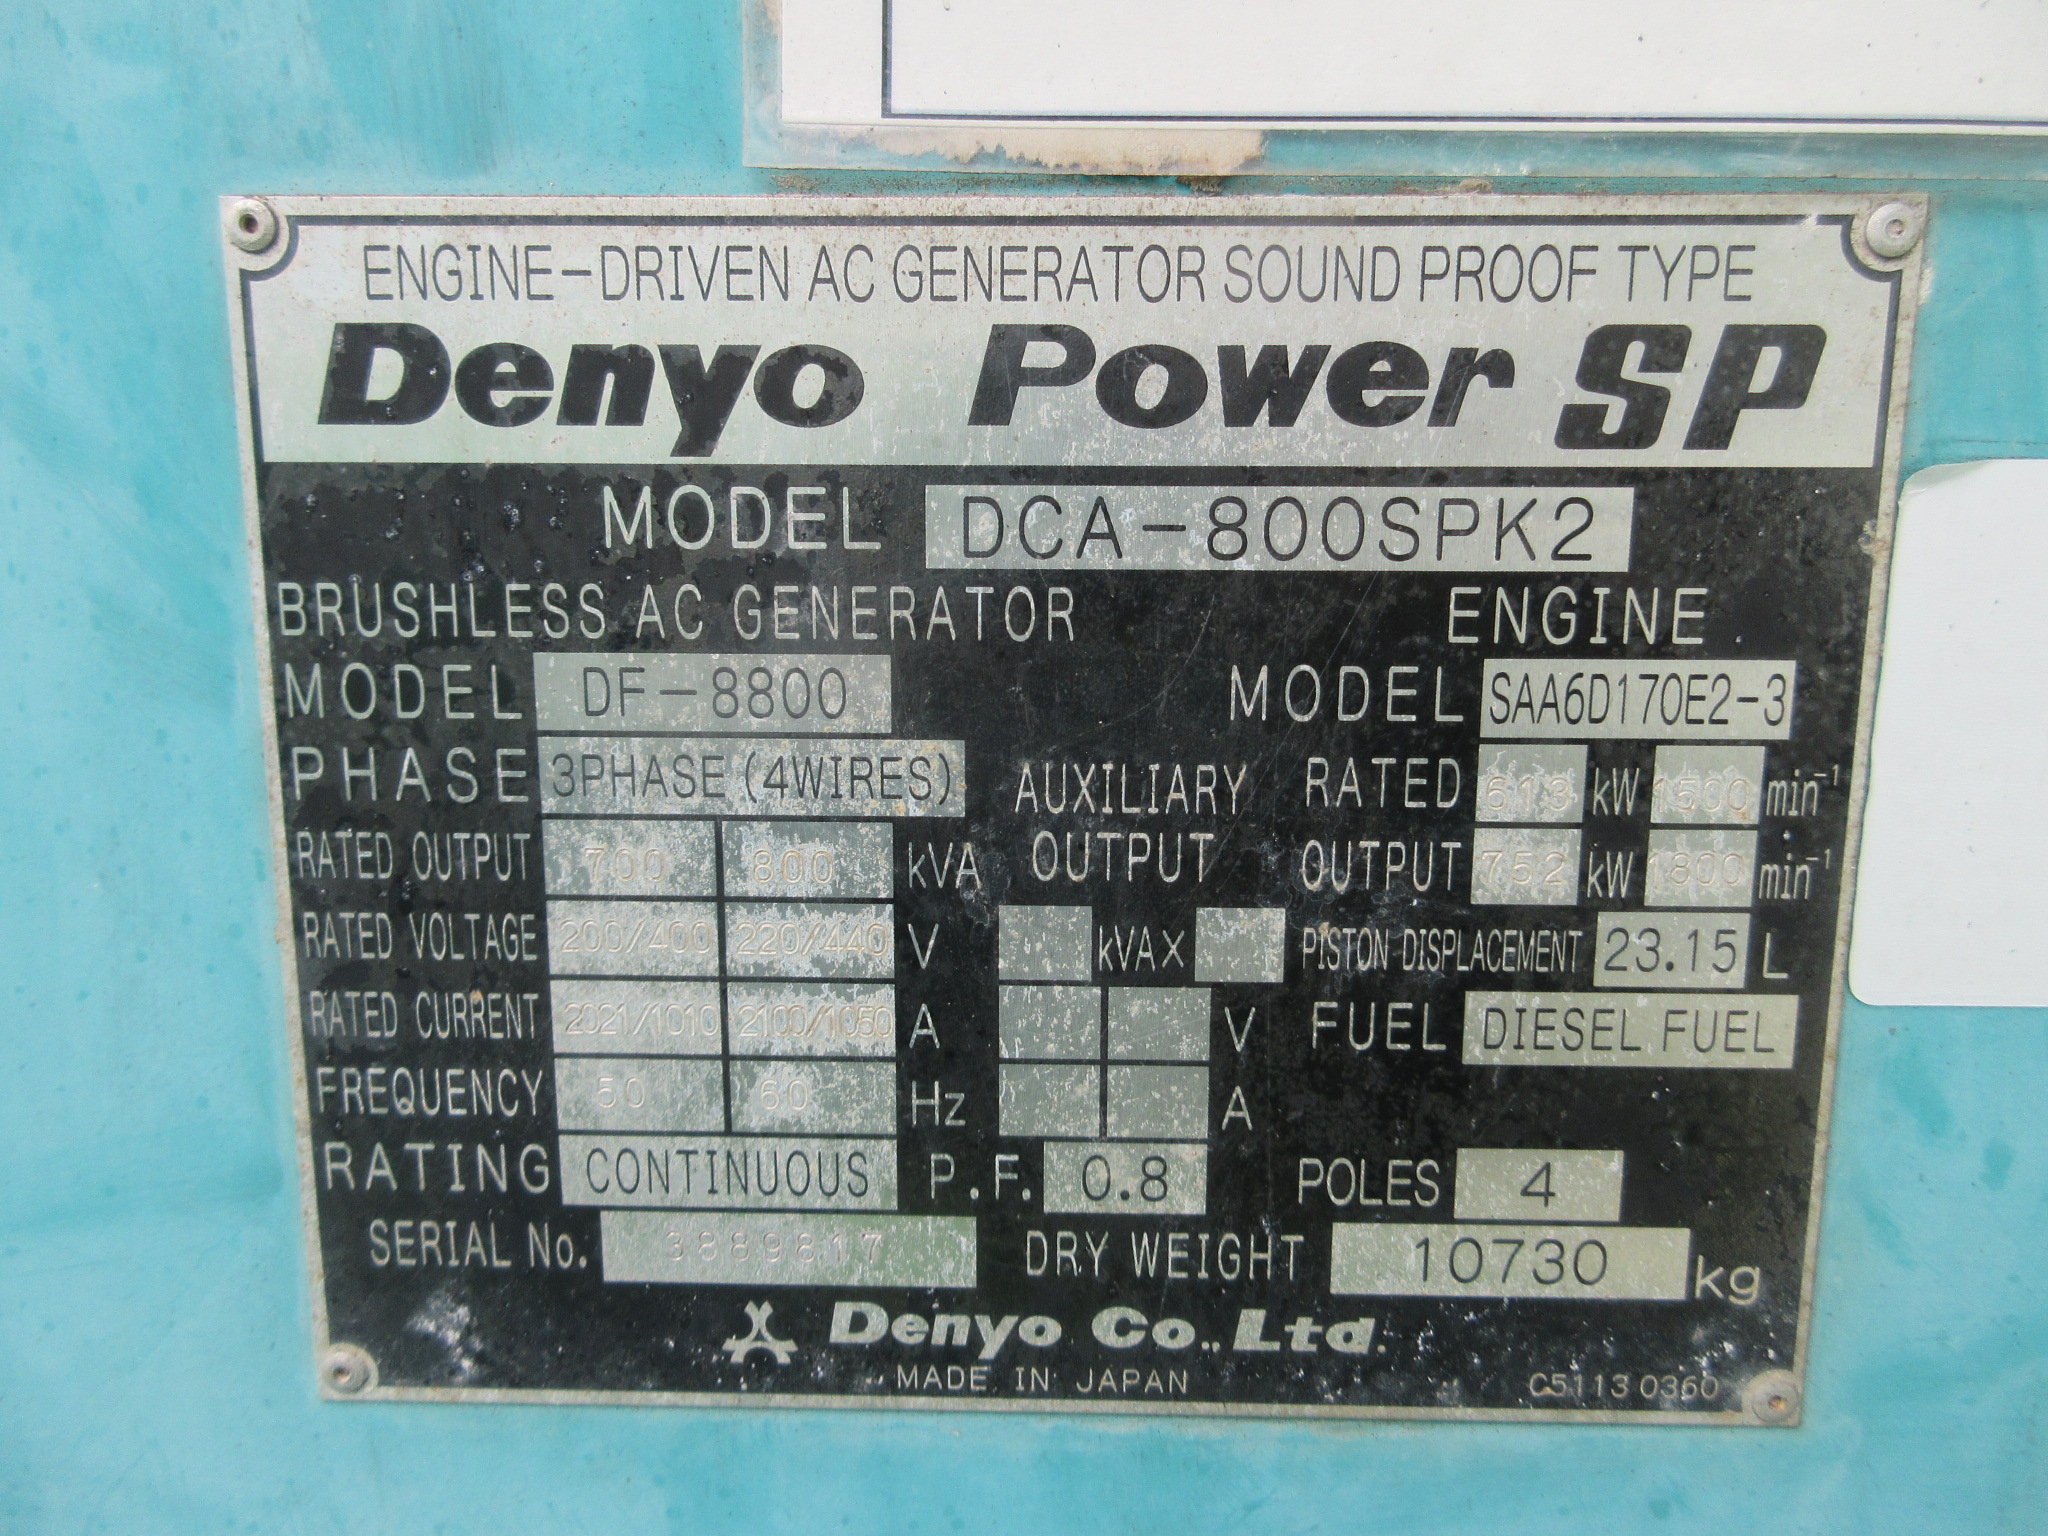 ENGINE-DRIVEN AC GENERATOR SOUND PROOF TYPE
Denyo Power SP
MODEL DCA-800SPK2
BRUSHLESS AC GENERATOR ENGINE
MODEL DF-8800 MODEL SAA6D170E2-3
PHASE 3PHASE (4WIRES) AUXILIARY RATED 613 kW 1500 min⁻¹
RATED OUTPUT 700 800 kVA OUTPUT OUTPUT 752 kW 1800 min⁻¹
RATED VOLTAGE 200/400 220/440 V kVA× PISTON DISPLACEMENT 23.15 L
RATED CURRENT 2021/1010 2100/1050 A V FUEL DIESEL FUEL
FREQUENCY 50 60 Hz A
RATING CONTINUOUS P.F. 0.8 POLES 4
SERIAL No. 3889817 DRY WEIGHT 10730 kg
Denyo Co., Ltd.
MADE IN JAPAN C5113 0360